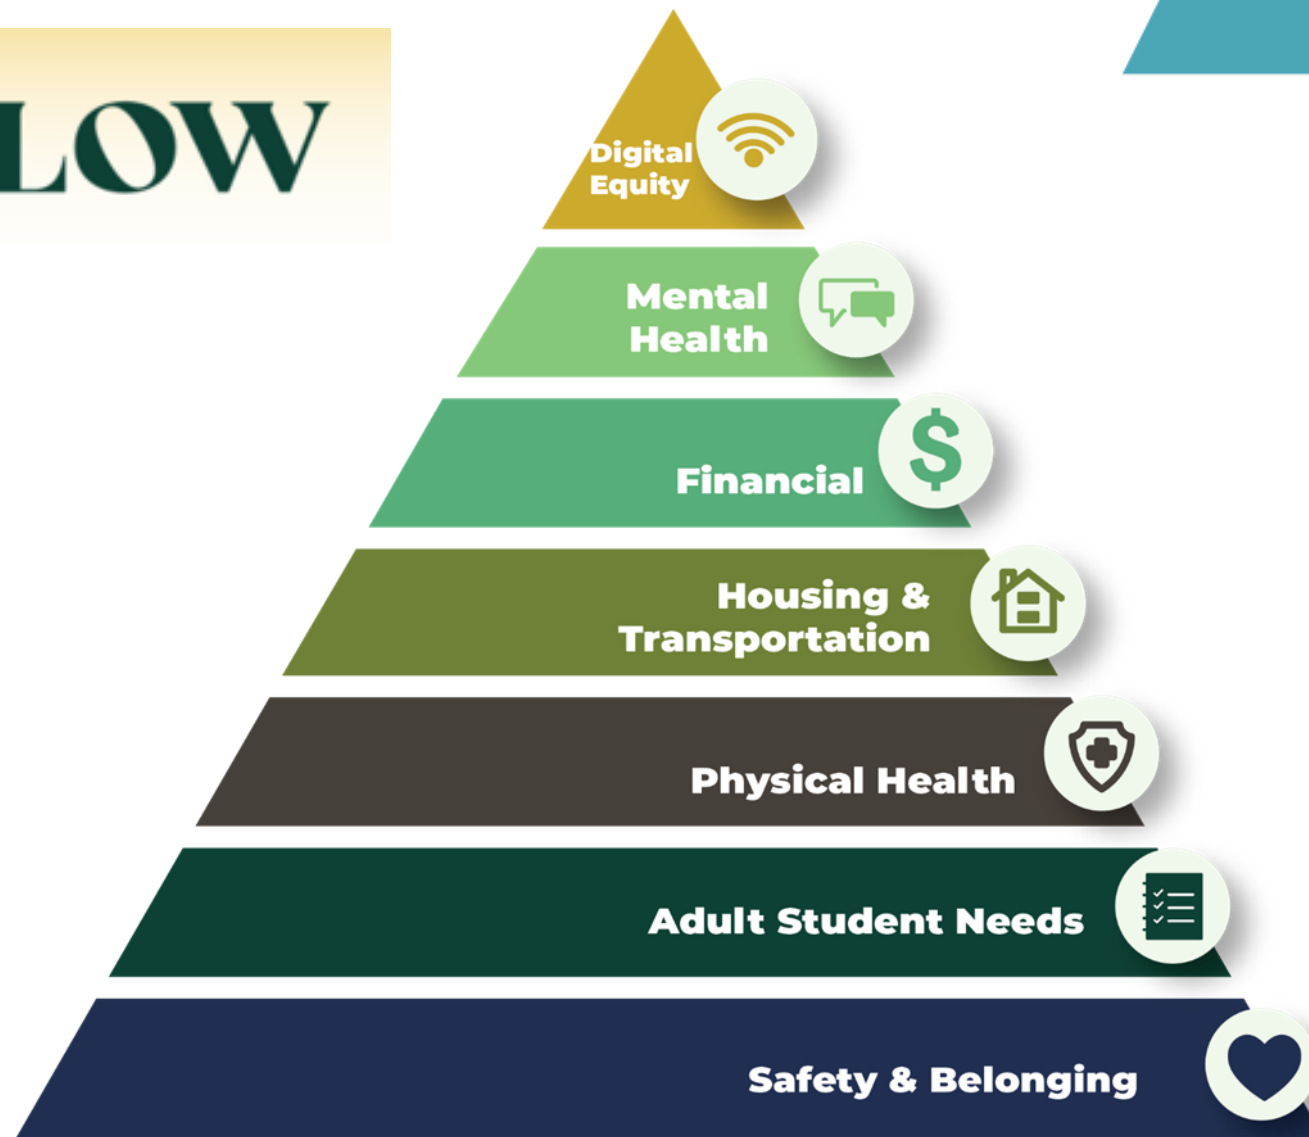 LOW
Digital
Equity
Mental
Health
$
Financial
Housing &
Transportation
Physical Health
Adult Student Needs
Safety & Belonging